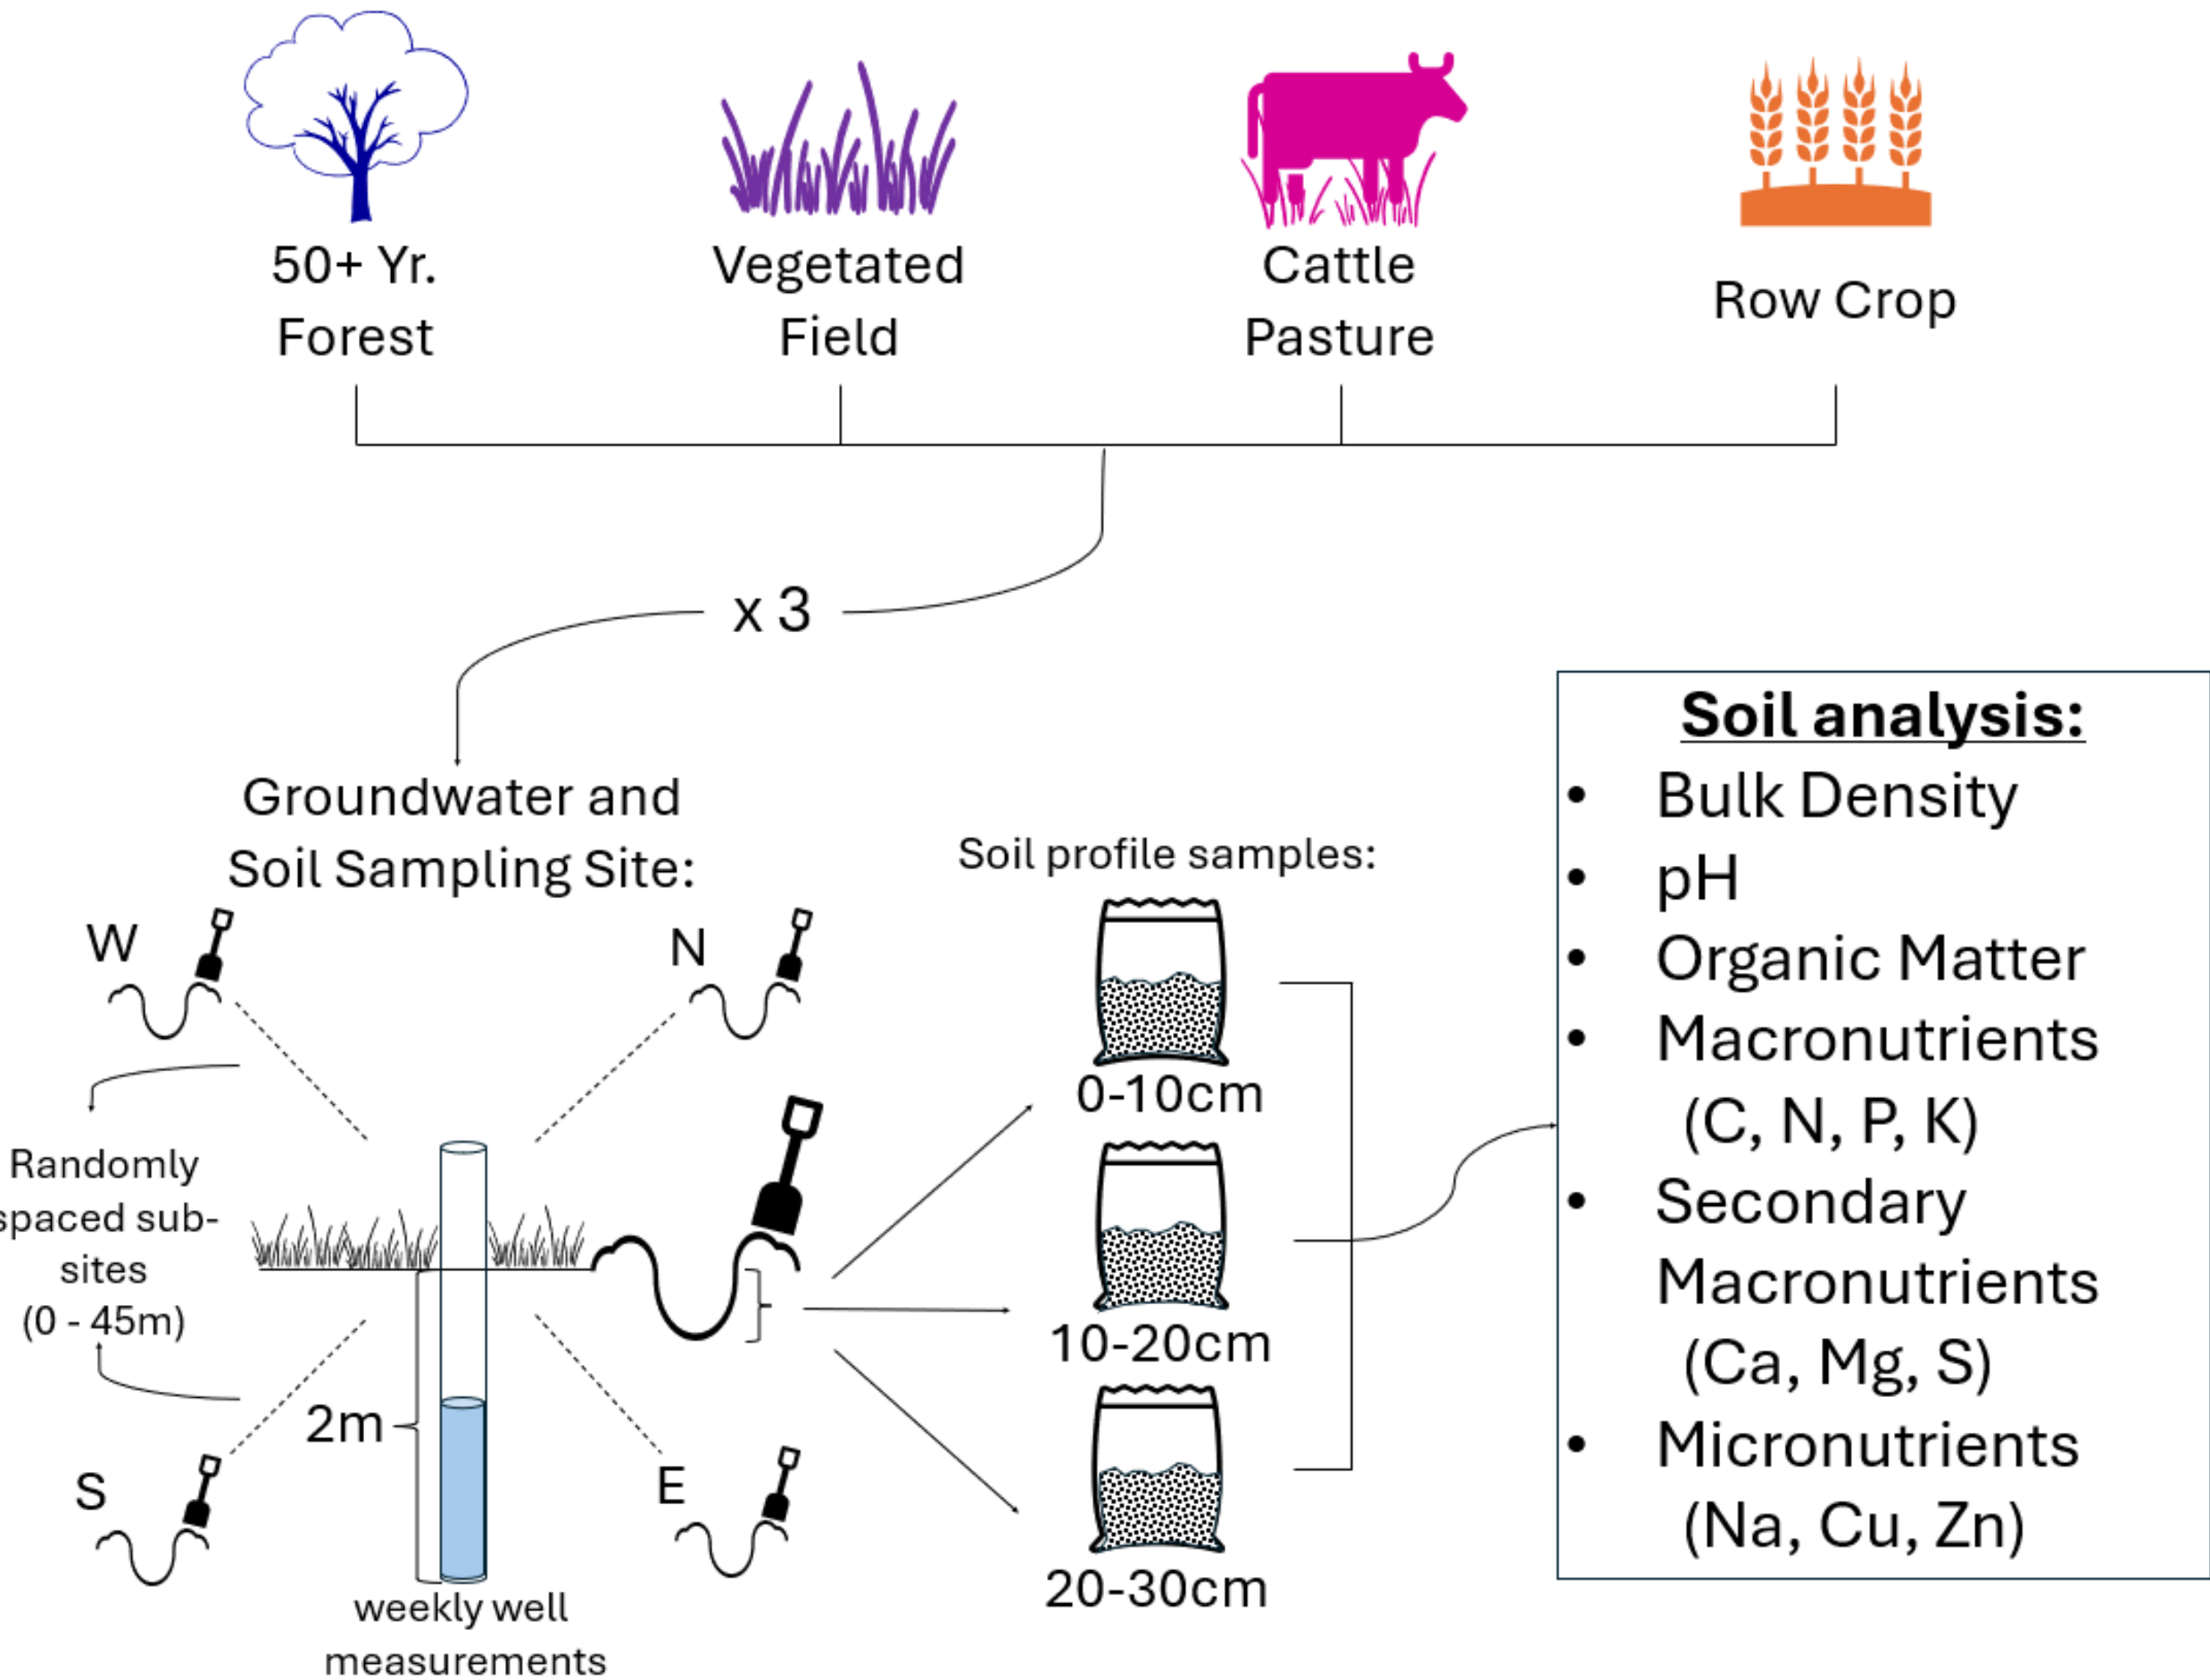 50+ Yr.
Forest
Vegetated
Field
Cattle
Pasture
Row Crop
x 3
Groundwater and
Soil Sampling Site:
W
N
Randomly
spaced sub-
sites
(0 - 45m)
2m
S
E
weekly well
measurements
Soil profile samples:
0-10cm
10-20cm
20-30cm
Soil analysis:
• Bulk Density
• pH
• Organic Matter
• Macronutrients
(C, N, P, K)
• Secondary
Macronutrients
(Ca, Mg, S)
• Micronutrients
(Na, Cu, Zn)